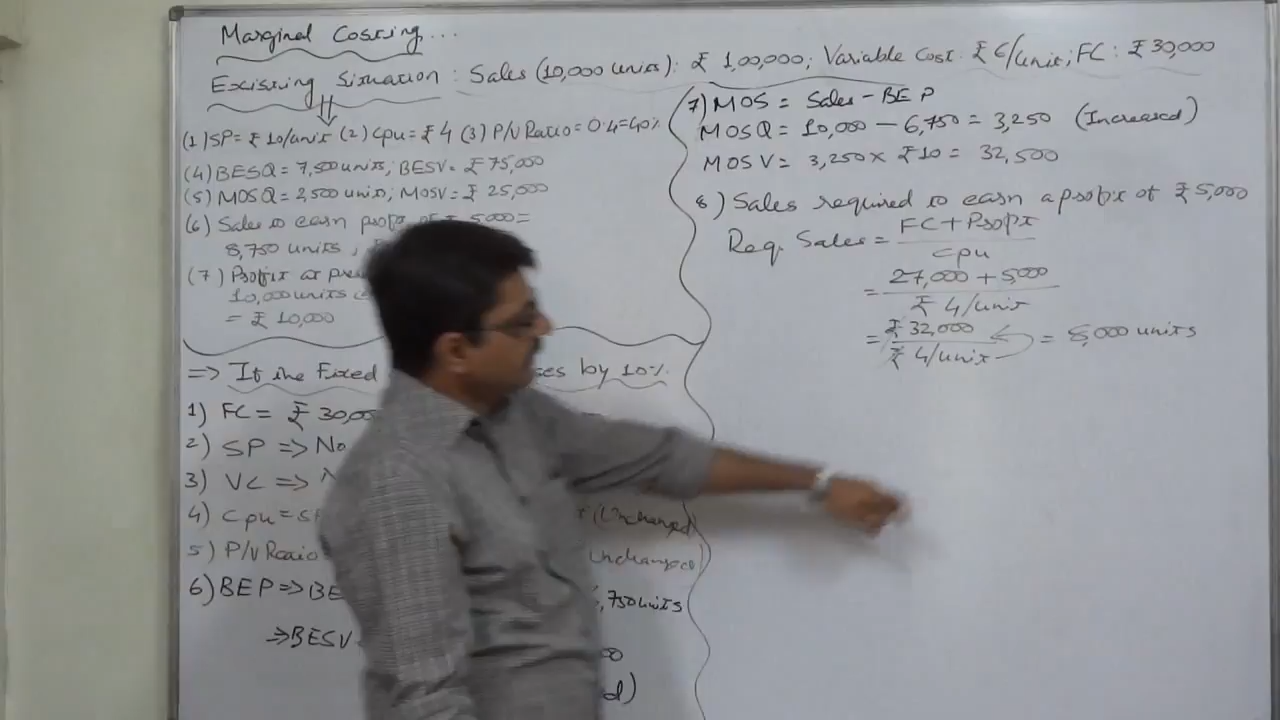 Marginal Costing...
Existing Situation : Sales (10,000 units): ₹ 1,00,000; Variable Cost ₹ 6/unit; FC : ₹ 30,000
(1) SP= ₹ 10/unit (2) Cpu= ₹ 4 (3) P/V Ratio = 0.4=40%
(4) BESQ = 7,500 units; BESV= ₹ 75,000
(5) MOSQ = 2,500 units; MOSV= ₹ 25,000
(6) Sales to earn profit of ₹ 5,000=
8,750 units,
(7) Profit at
10,000 units
= ₹ 10,000
=> If the Fixed by 10%
1) FC = ₹
2) SP => No
3) VC =>
4) Cpu = (Unchanged)
5) P/V Ratio Unchanged)
6) BEP => 6,750 units
=> BESV
7) MOS = Sales - BEP
MOSQ = 10,000 - 6,750 = 3,250 (Increased)
MOSV = 3,250 x ₹10 = 32,500
8) Sales required to earn a profit of ₹ 5,000
Req. Sales = FC + Profit
Cpu
= 27,000 + 5,000
₹ 4/unit
= ₹ 32,000 = 8,000 units
₹ 4/unit